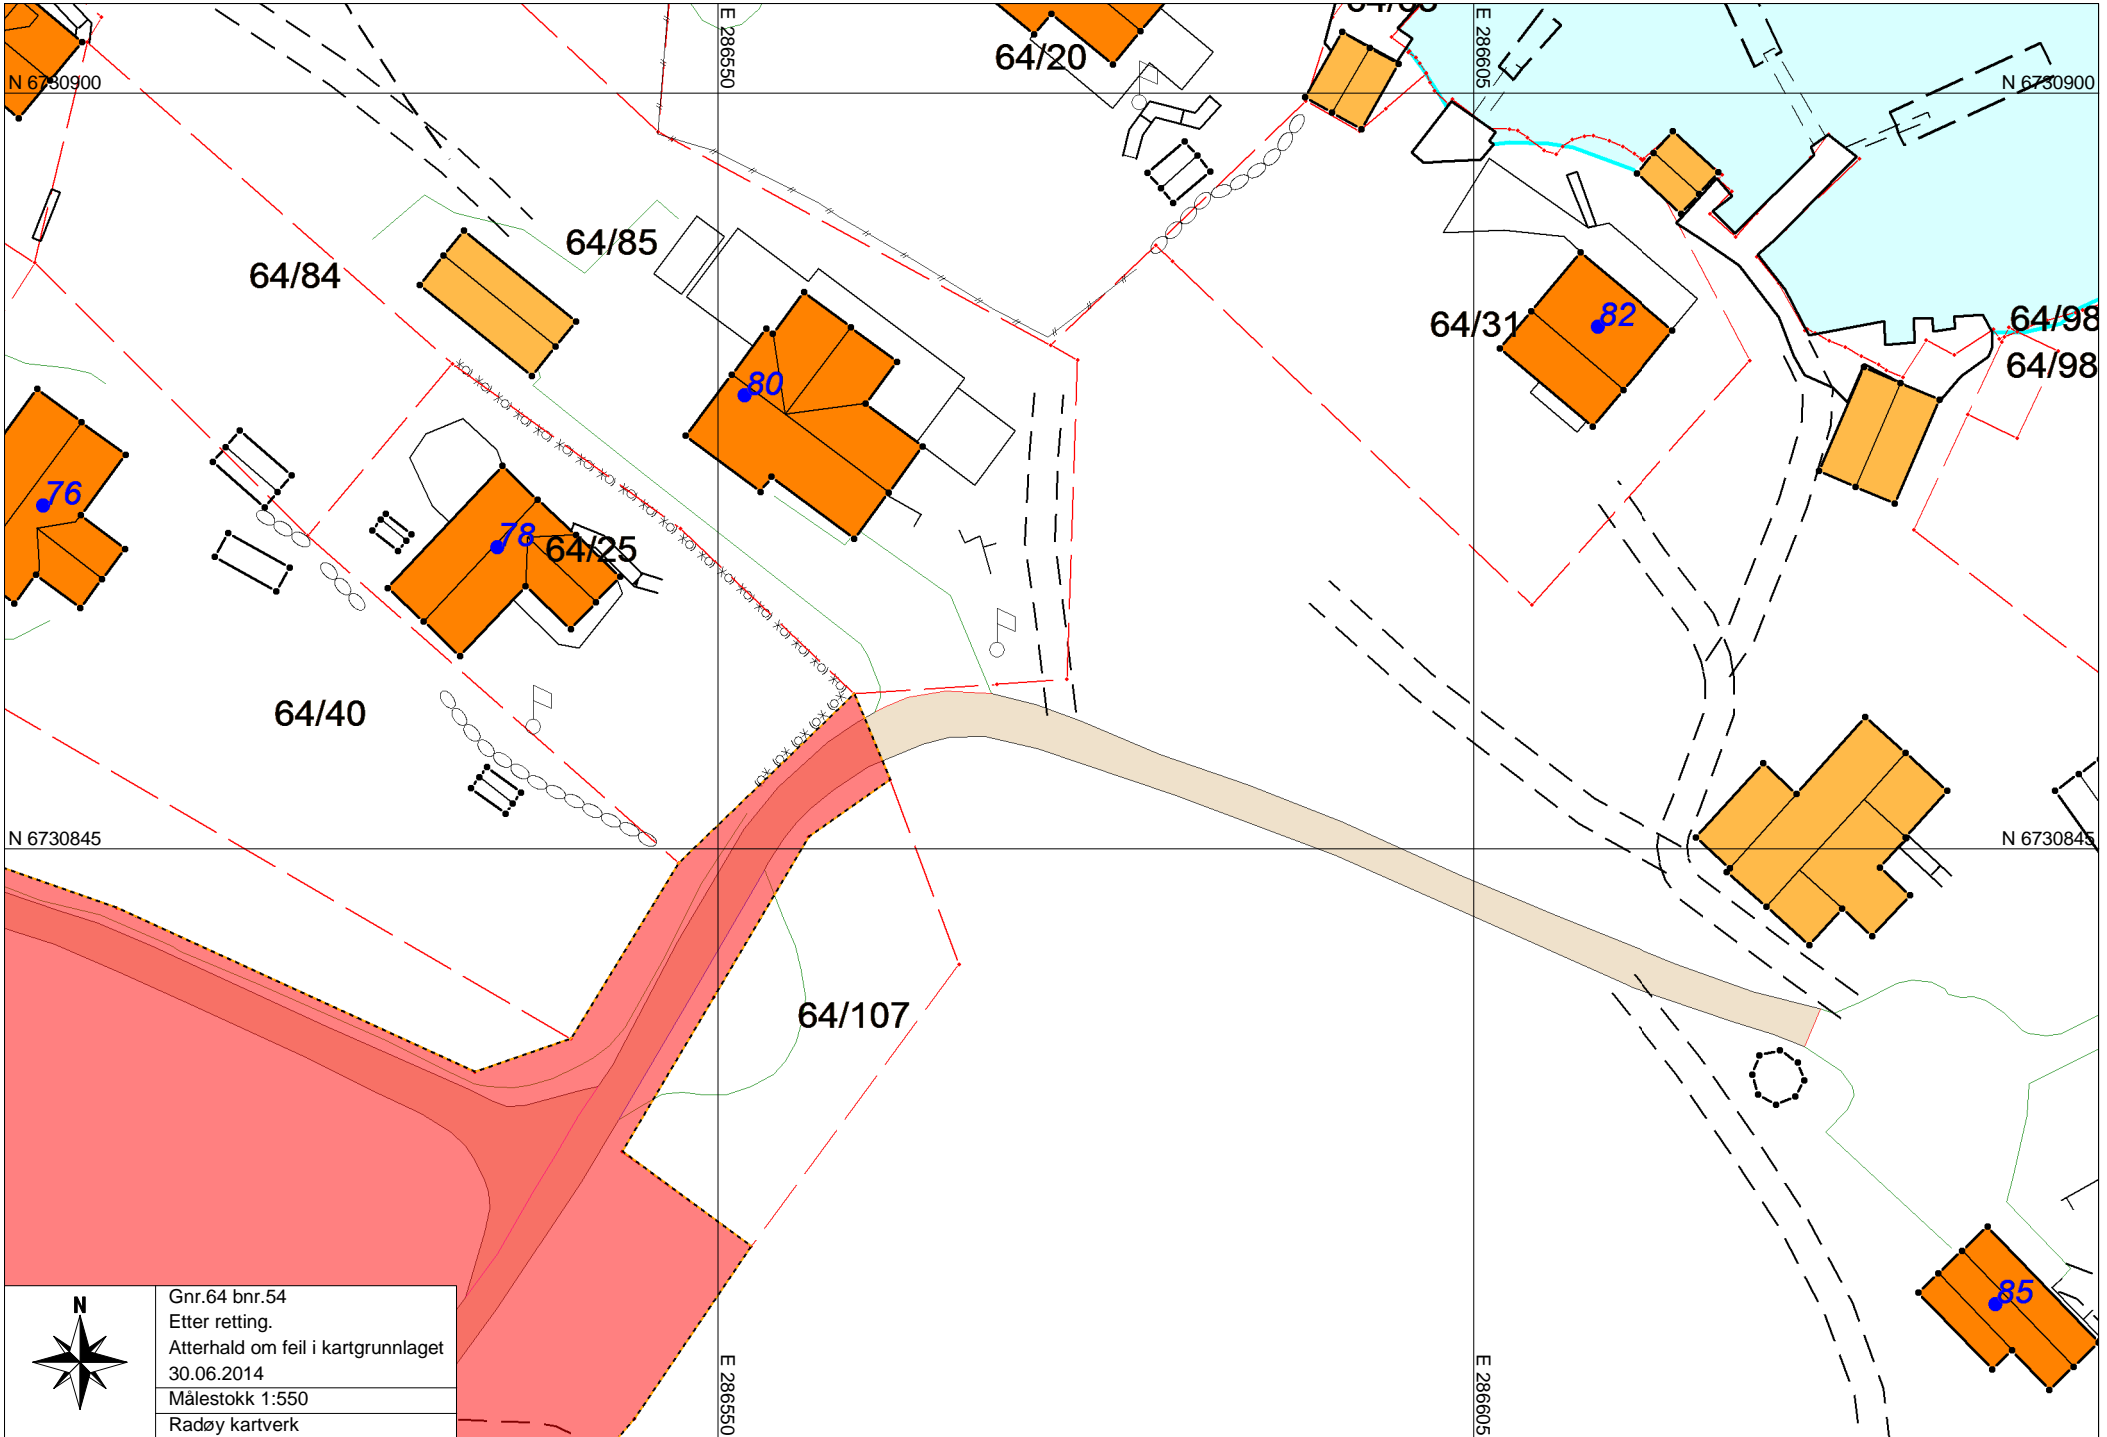 E 286550
E 286605
64/20
N 6730900
N 6730900
64/85
64/84
64/31
82
64/98
64/98
80
76
78
64/25
64/40
N 6730845
N 6730845
64/107
85
N
Gnr.64 bnr.54
Etter retting.
Atterhald om feil i kartgrunnlaget
30.06.2014
Målestokk 1:550
Radøy kartverk
E 286550
E 286605